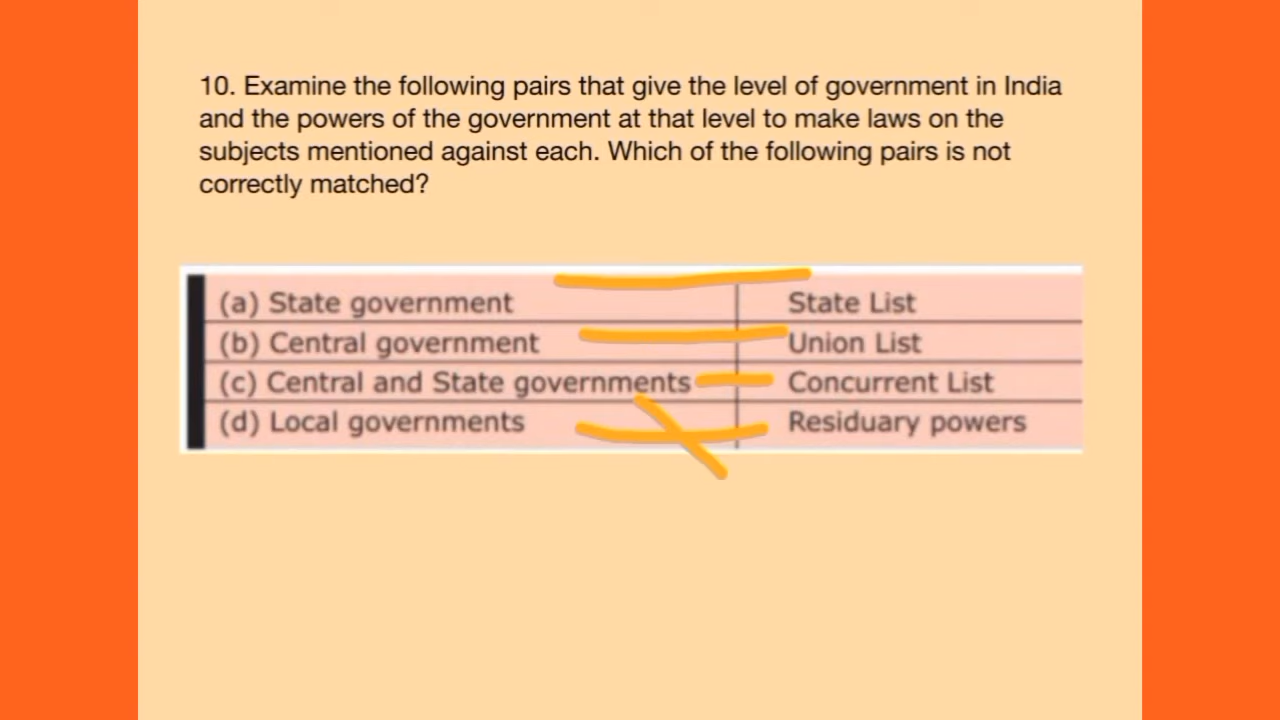 10. Examine the following pairs that give the level of government in India
and the powers of the government at that level to make laws on the
subjects mentioned against each. Which of the following pairs is not
correctly matched?
(a) State government State List
(b) Central government Union List
(c) Central and State governments Concurrent List
(d) Local governments Residuary powers